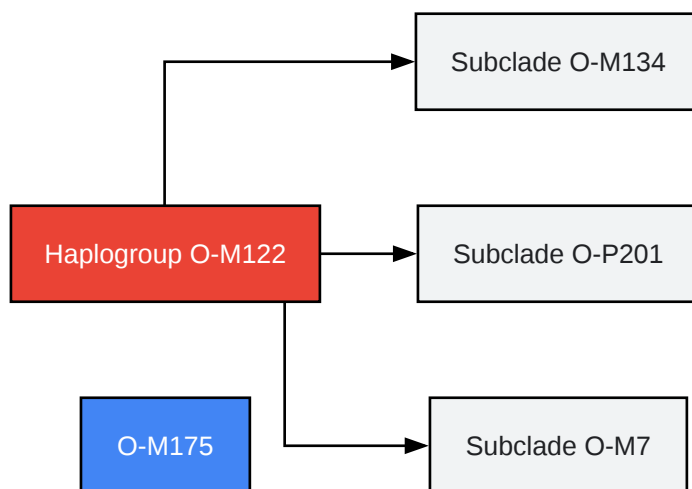 Subclade O-M134
Haplogroup O-M122
Subclade O-P201
O-M175
Subclade O-M7